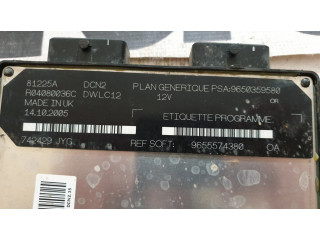 81225A DCN2 PLAN GENERIQUE PSA:9650359580
R04080036C DWLC12 12V OR
MADE IN UK
14.10.2005 ETIQUETTE PROGRAMME
742429 JYG REF SOFT: 9655574380 OA